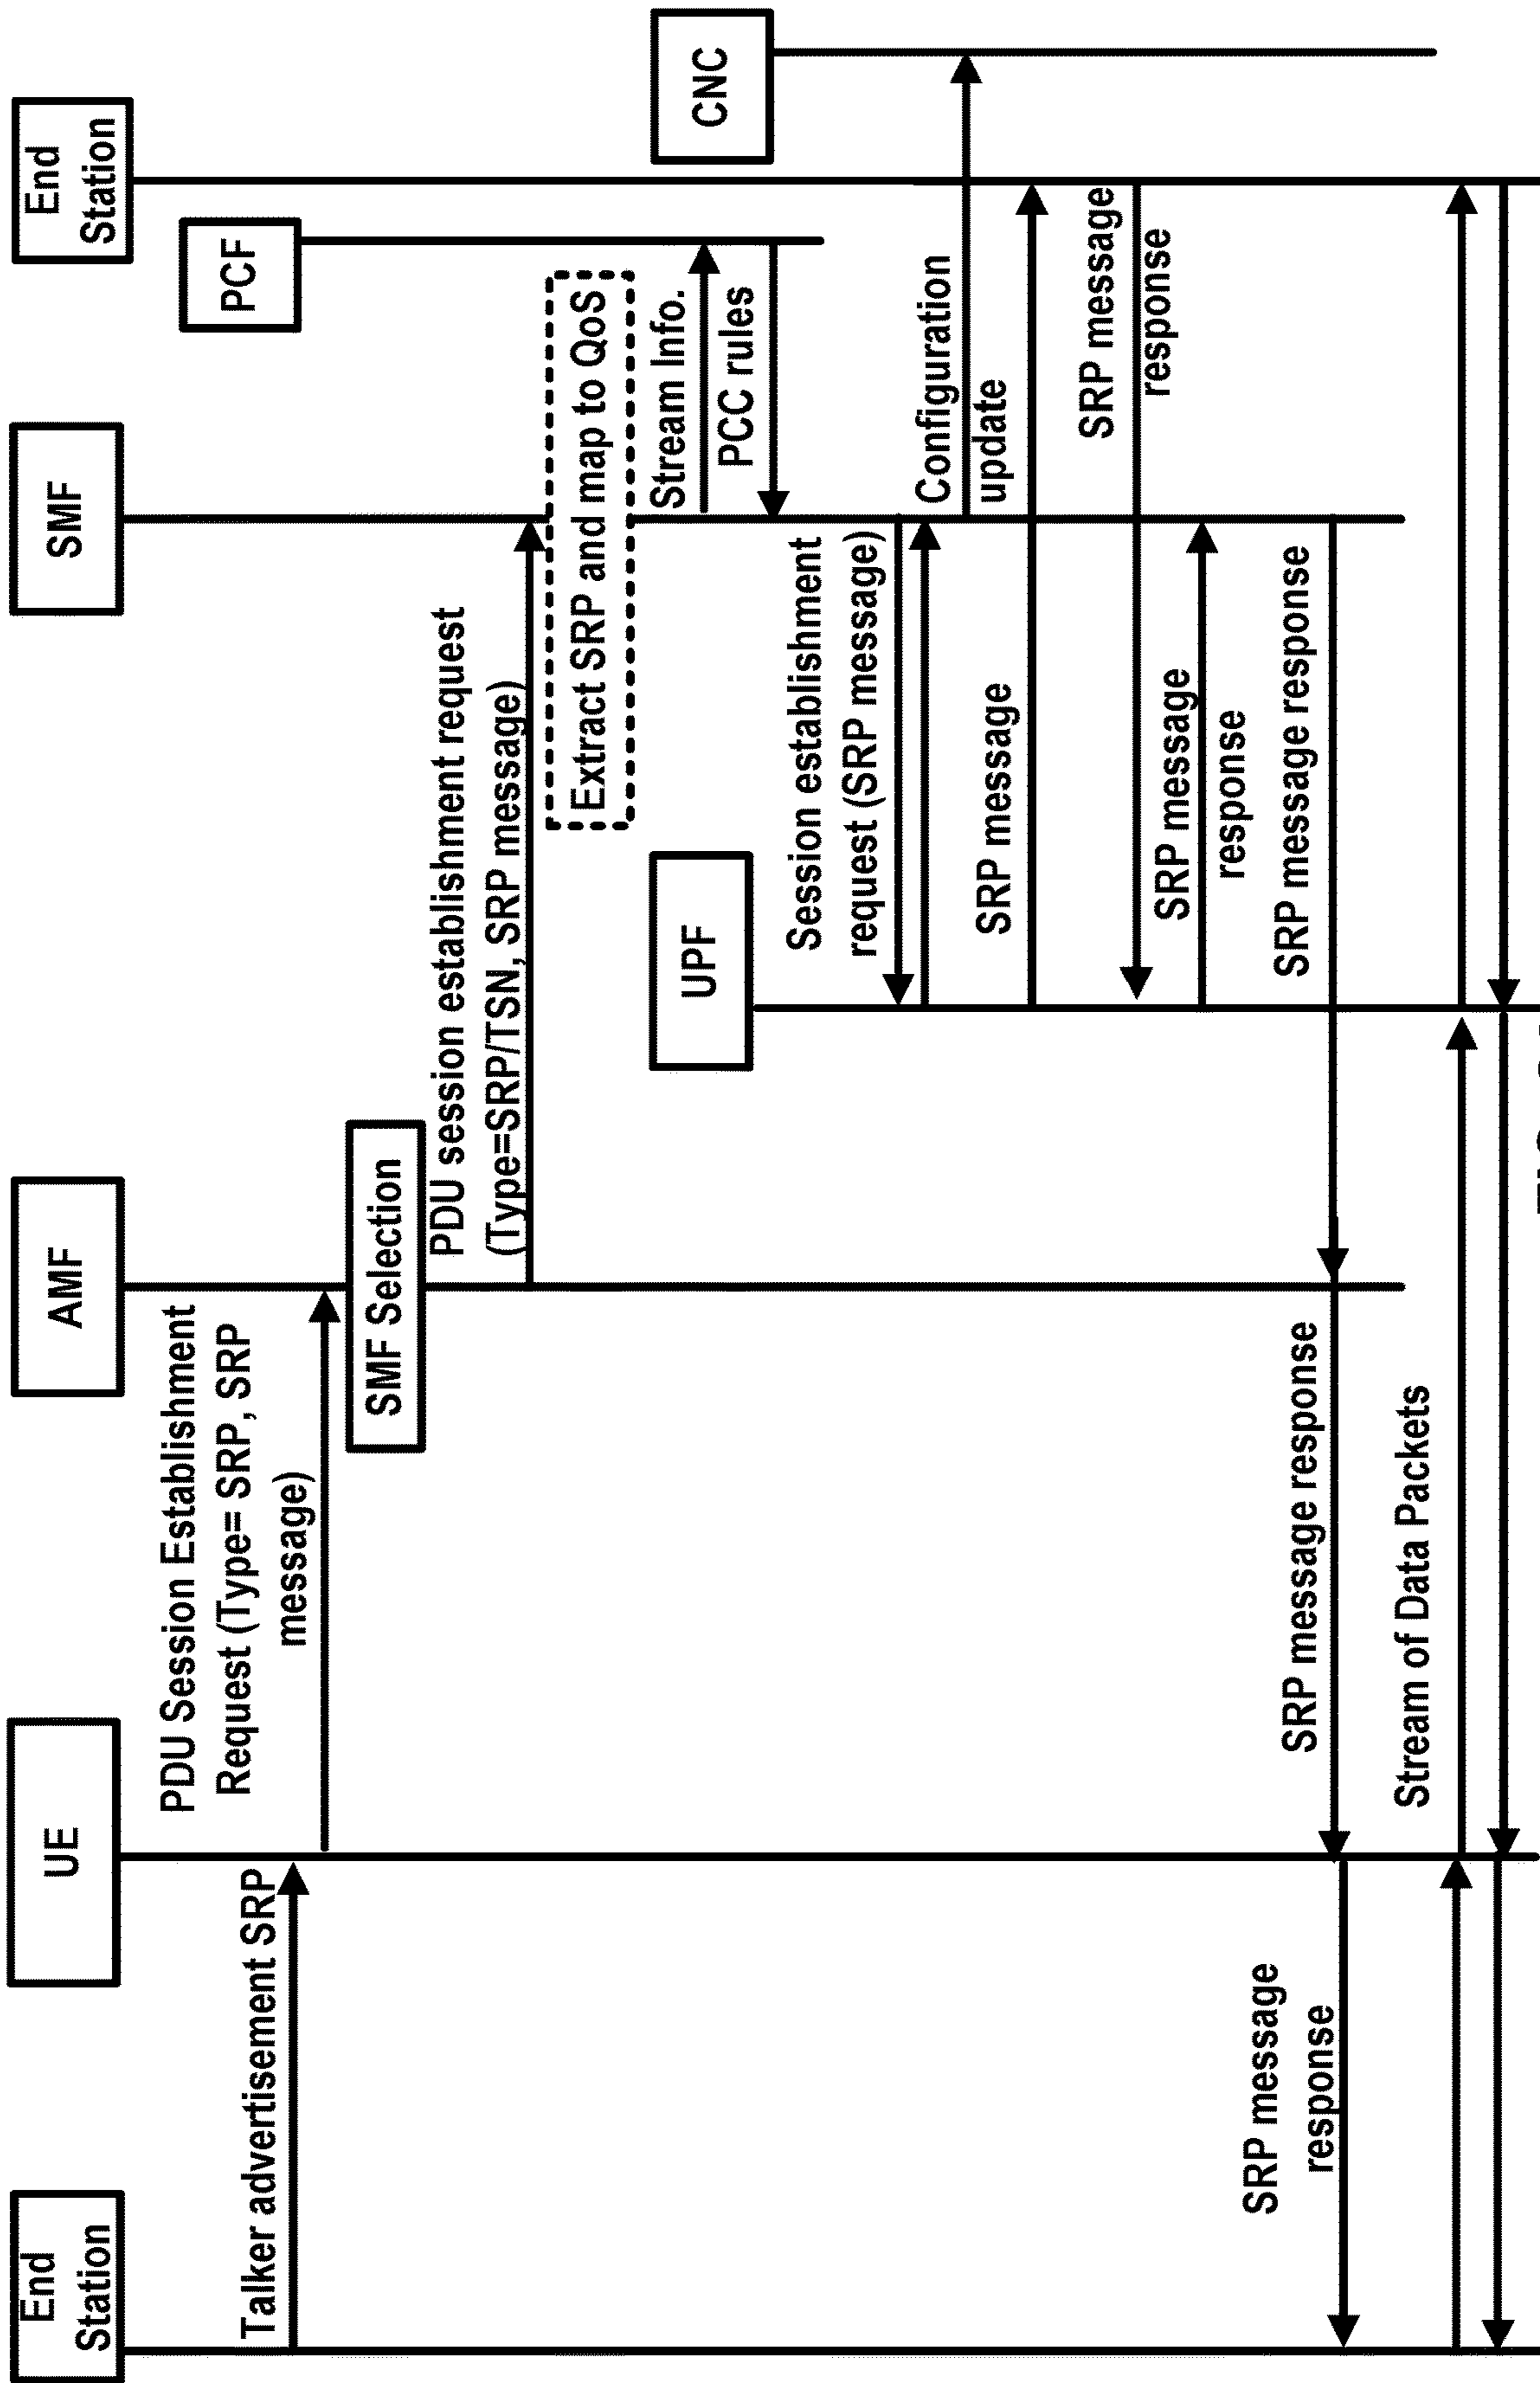 End
Station
UE
AMF
SMF
PCF
End
Station
CNC
UPF
Talker advertisement SRP
PDU Session Establishment
Request (Type= SRP, SRP
message)
SMF Selection
PDU session establishment request
(Type=SRP/TSN, SRP message)
Extract SRP and map to QoS
Stream Info.
PCC rules
Session establishment
request (SRP message)
Configuration
update
SRP message
SRP message
response
SRP message
response
SRP message response
SRP message response
SRP message
response
Stream of Data Packets